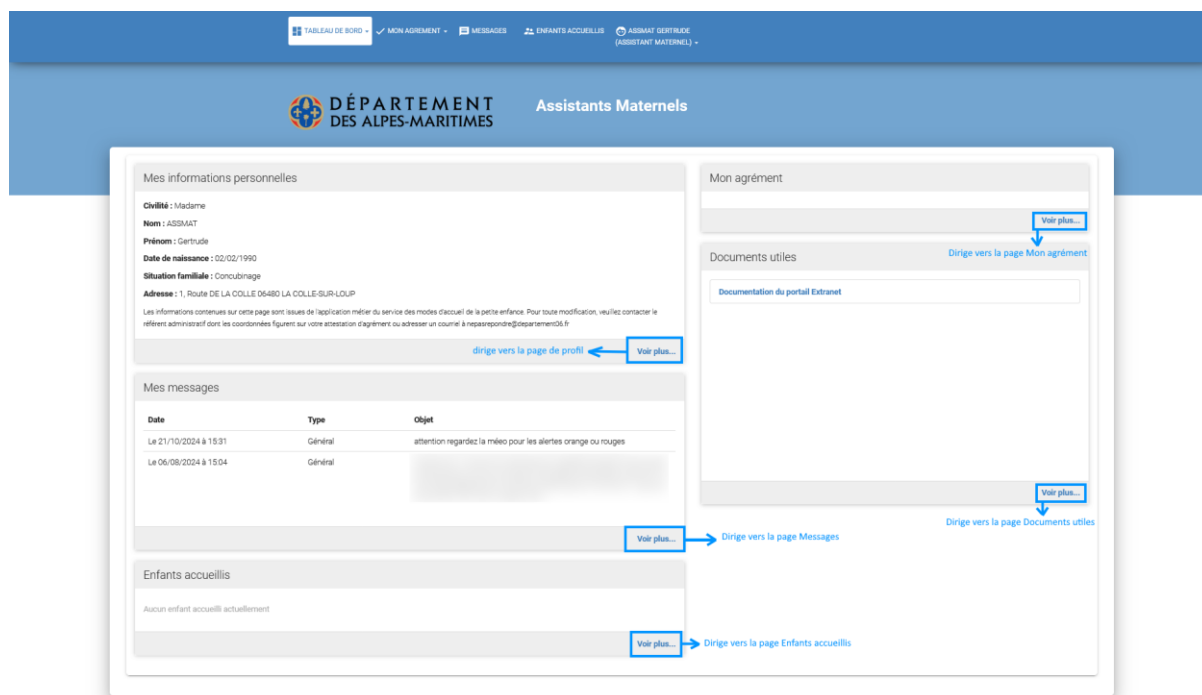 TABLEAU DE BORD
MON AGREMENT
MESSAGES
ENFANTS ACCUEILLIS
ASSMAT GERTRUDE
(ASSISTANT MATERNEL)
DÉPARTEMENT
DES ALPES-MARITIMES
Assistants Maternels
Mes informations personnelles
Civilité : Madame
Nom : ASSMAT
Prénom : Gertrude
Date de naissance : 02/02/1990
Situation familiale : Concubinage
Adresse : 1, Route DE LA COLLE 06480 LA COLLE-SUR-LOUP
Les informations contenues sur cette page sont issues de l'application métier du service des modes d'accueil de la petite enfance. Pour toute modification, veuillez contacter le
référent administratif dont les coordonnées figurent sur votre attestation d'agrément ou adresser un courriel à nepasrepondre@departement06.fr
dirige vers la page de profil
Voir plus...
Mes messages
Date Type Objet
Le 21/10/2024 à 15:31 Général attention regardez la méeo pour les alertes orange ou rouges
Le 06/08/2024 à 15:04 Général
Voir plus...
Dirige vers la page Messages
Enfants accueillis
Aucun enfant accueilli actuellement
Voir plus...
Dirige vers la page Enfants accueillis
Mon agrément
Voir plus...
Dirige vers la page Mon agrément
Documents utiles
Documentation du portail Extranet
Voir plus...
Dirige vers la page Documents utiles